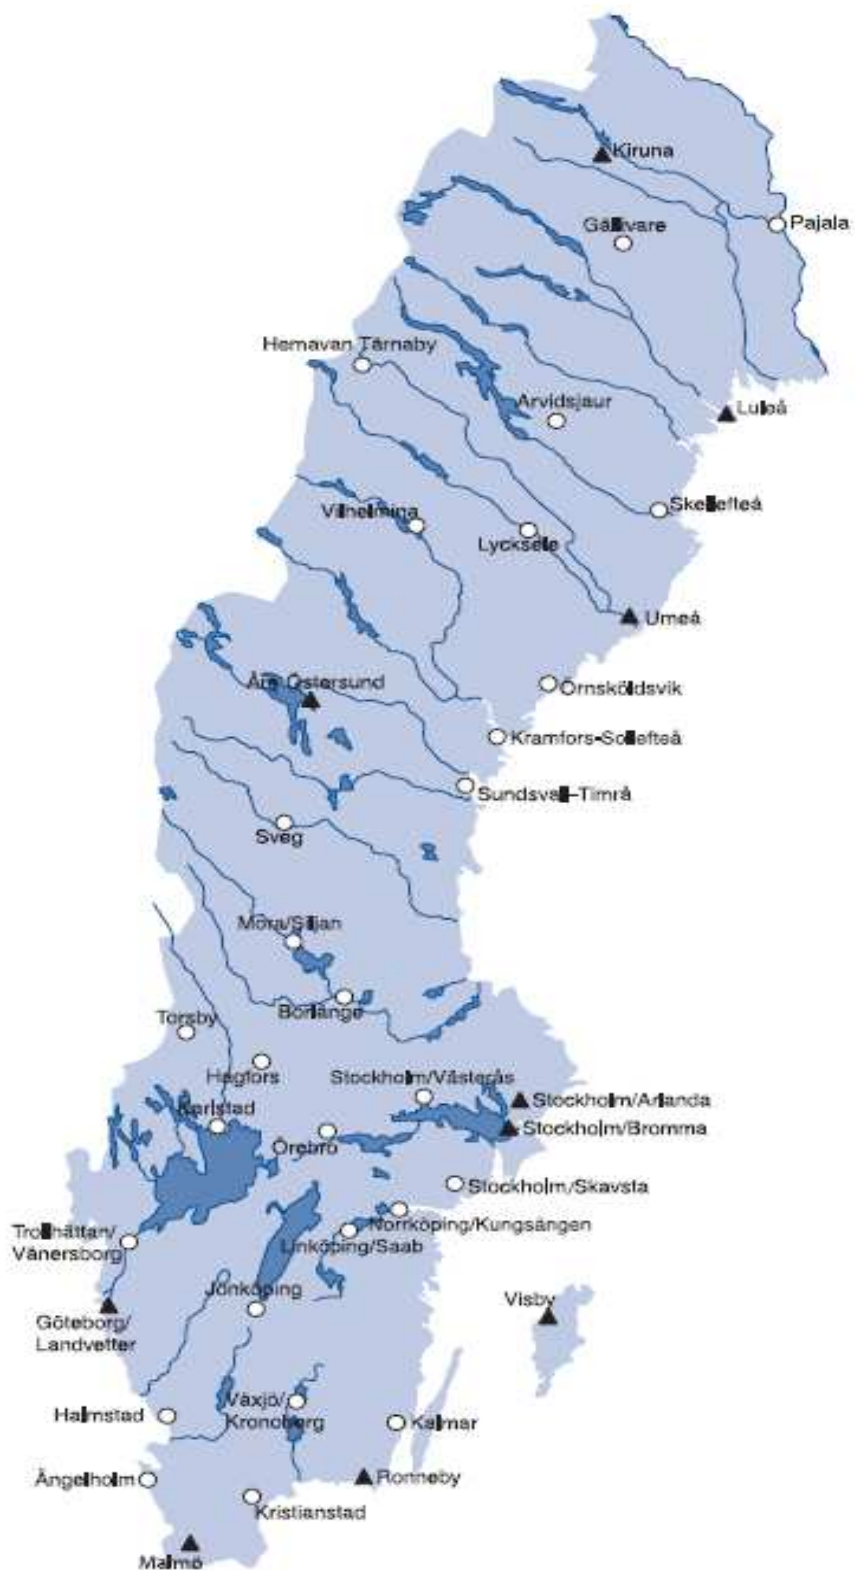 Kiruna
Pajala
Gällivare
Hemavan Tärnaby
Arvidsjaur
Luleå
Skellefteå
Vilhelmina
Lycksele
Umeå
Åre Östersund
Örnsköldsvik
Kramfors-Sollefteå
Sundsvall-Timrå
Sveg
Mora/Siljan
Borlänge
Torsby
Hagfors
Stockholm/Västerås
Stockholm/Arlanda
Karlstad
Stockholm/Bromma
Örebro
Stockholm/Skavsta
Norrköping/Kungsängen
Trollhättan/
Vänersborg
Linköping/Saab
Jönköping
Visby
Göteborg/
Landvetter
Halmstad
Växjö/
Kronoberg
Kalmar
Ängelholm
Ronneby
Kristianstad
Malmö